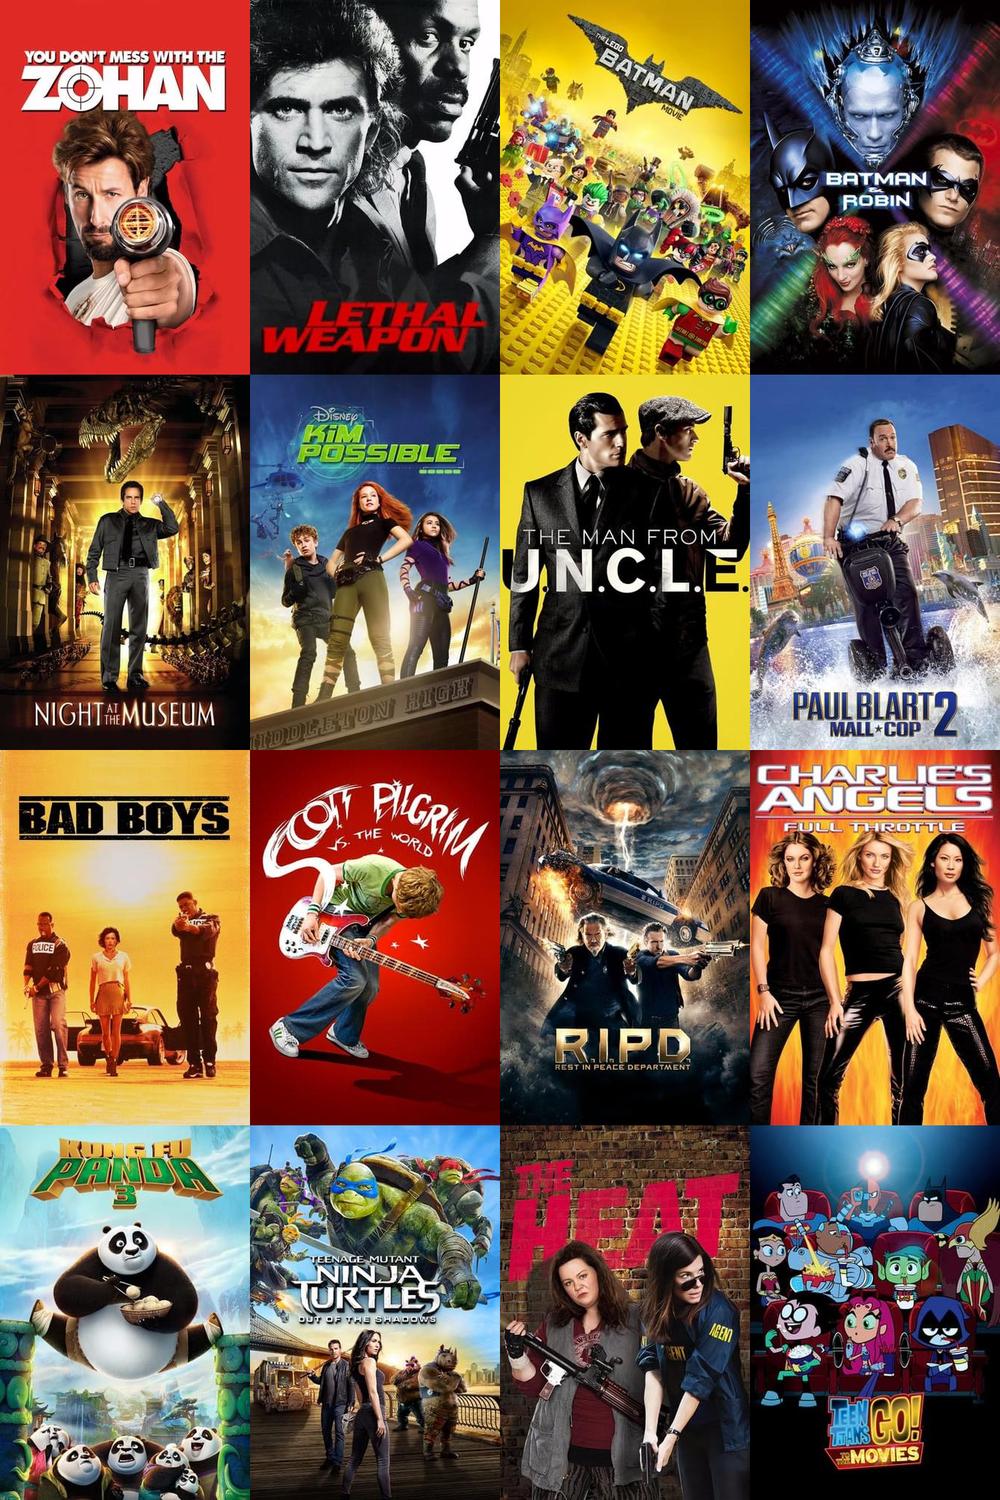 YOU DON'T MESS WITH THE
ZOHAN
LETHAL
WEAPON
THE LEGO
BATMAN
MOVIE
BATMAN
&
ROBIN
NIGHT AT THE MUSEUM
Disney
KiM
POSSIBLE
MIDDLETON HIGH
THE MAN FROM
U.N.C.L.E.
PAUL BLART 2
MALL★COP
BAD BOYS
POLICE
SCOTT PILGRIM
VS. THE WORLD
R.I.P.D.
REST IN PEACE DEPARTMENT
CHARLIE'S
ANGELS
FULL THROTTLE
KUNG FU
PANDA
3
TEENAGE MUTANT
NINJA
TURTLES
OUT OF THE SHADOWS
THE
HEAT
AGENT
AGENT
TEEN
TITANS
GO!
TO THE
MOVIES